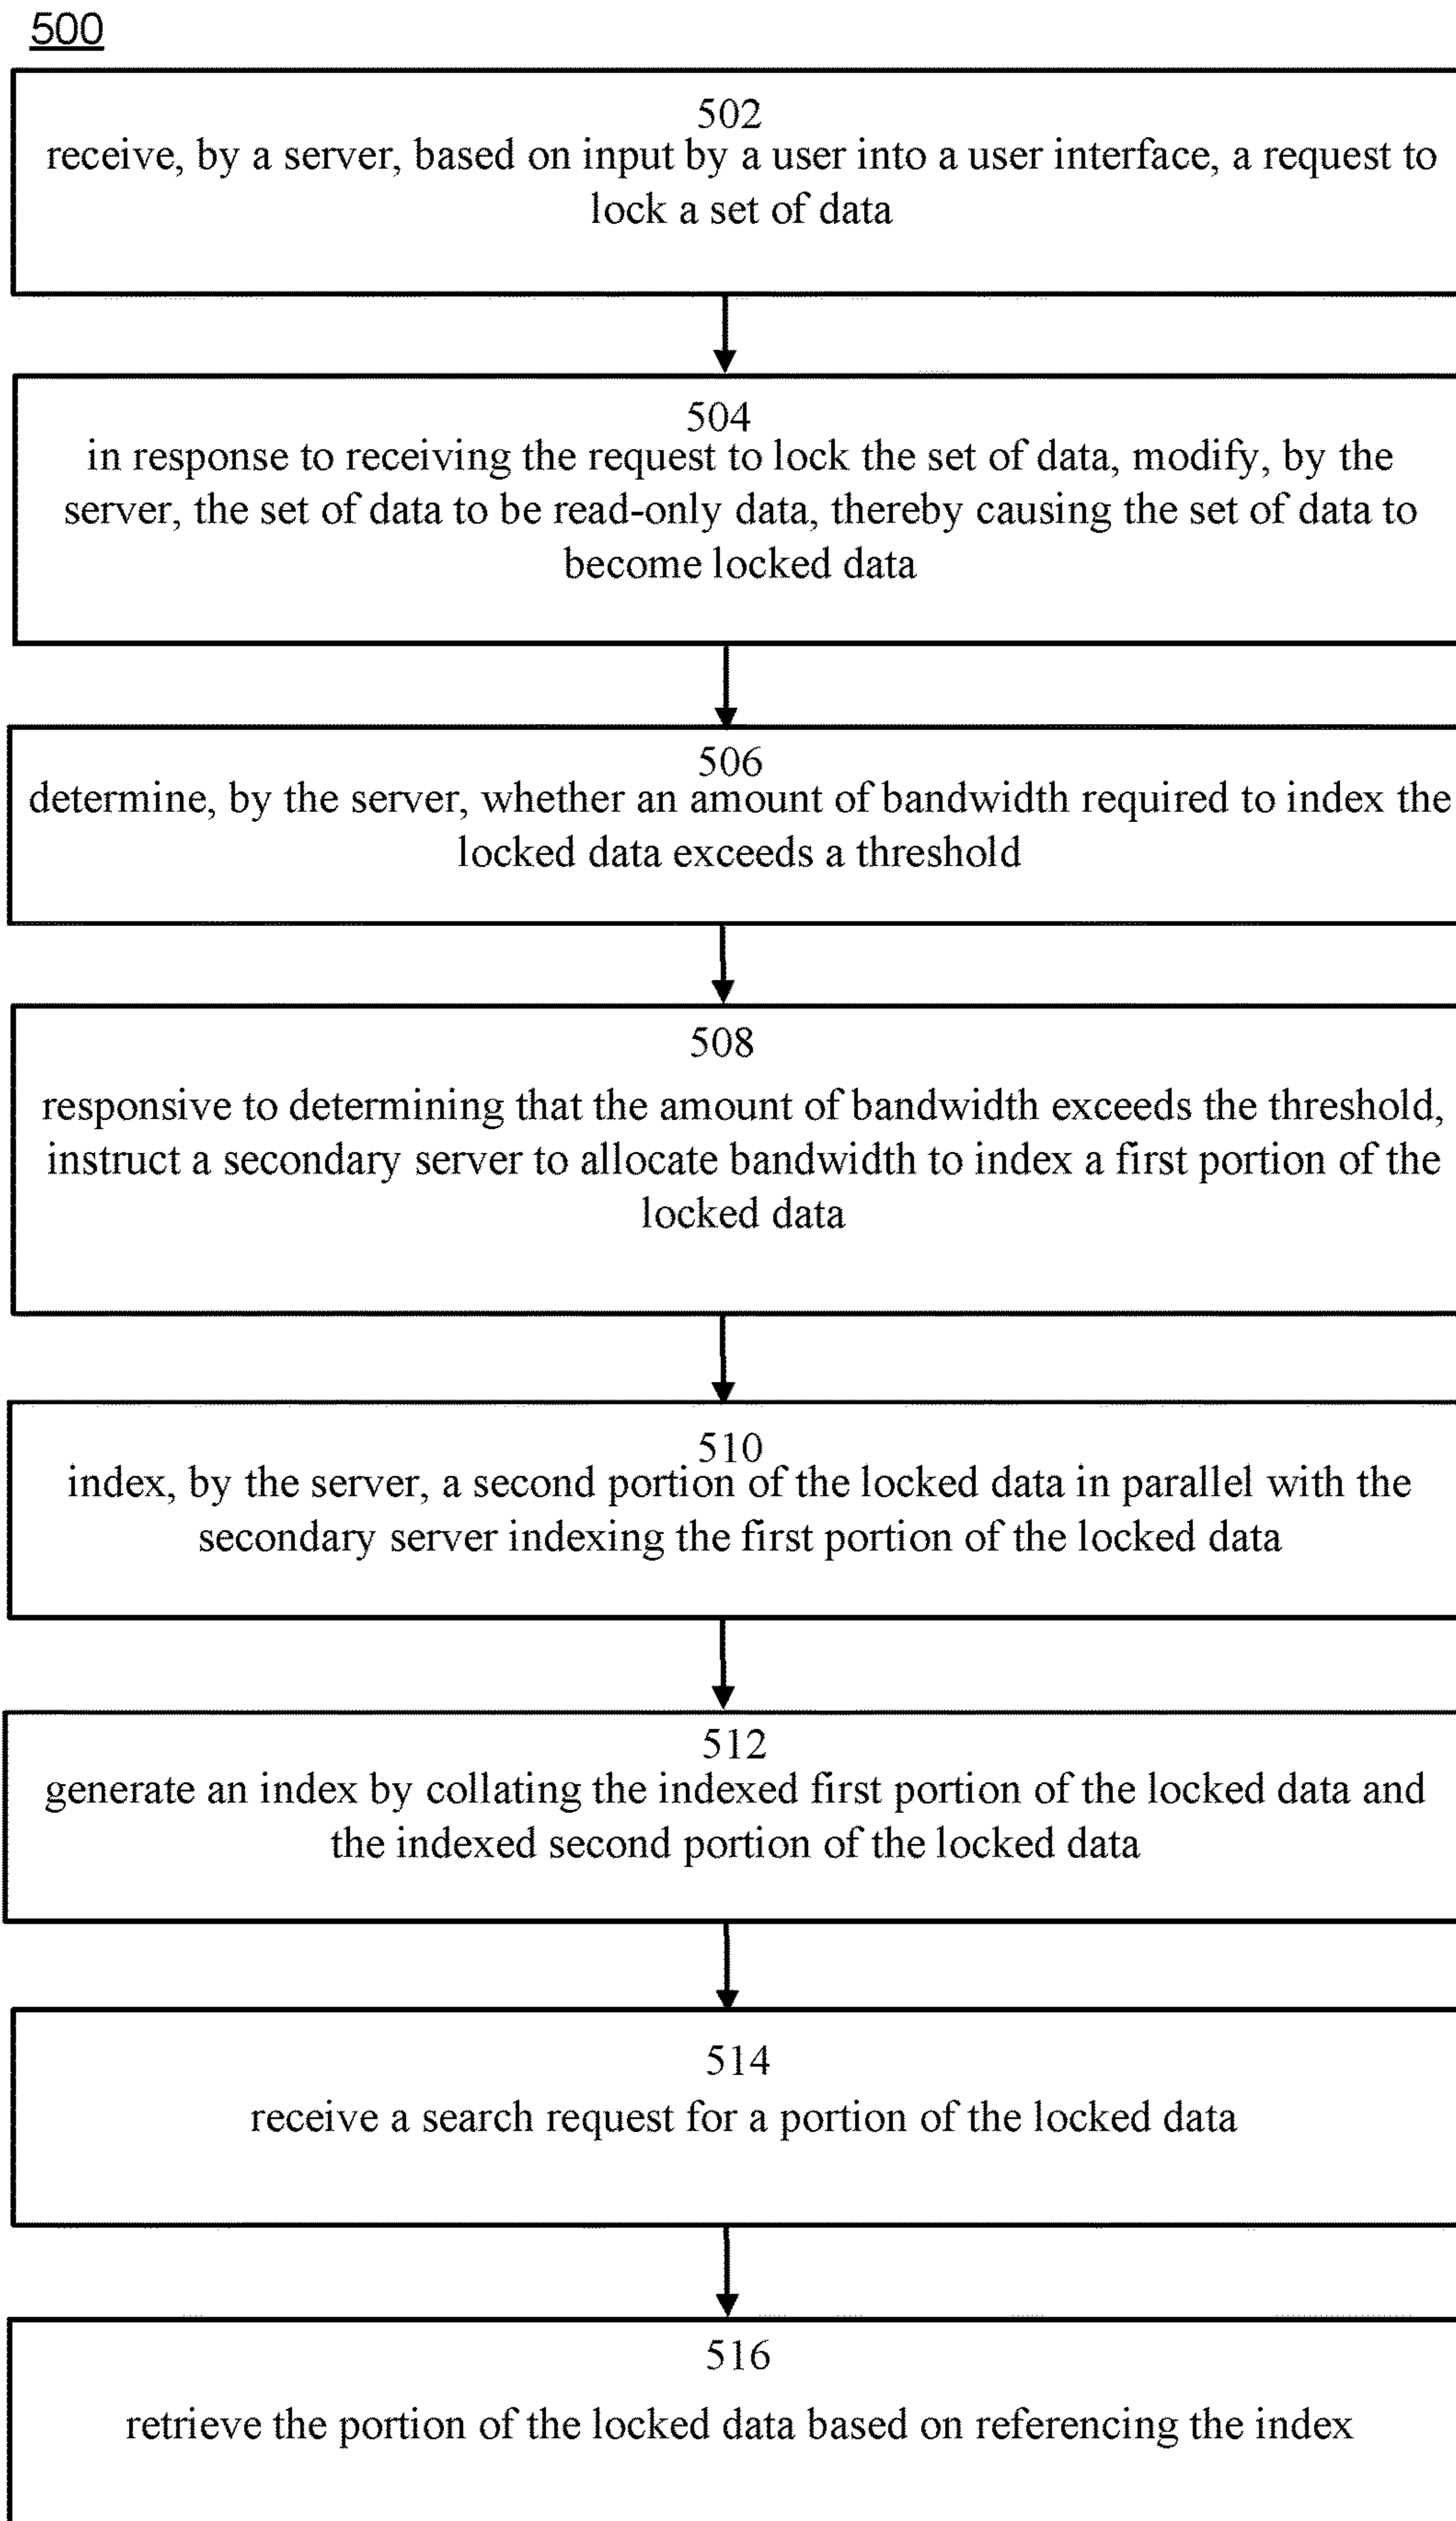 500
502
receive, by a server, based on input by a user into a user interface, a request to
lock a set of data
504
in response to receiving the request to lock the set of data, modify, by the
server, the set of data to be read-only data, thereby causing the set of data to
become locked data
506
determine, by the server, whether an amount of bandwidth required to index the
locked data exceeds a threshold
508
responsive to determining that the amount of bandwidth exceeds the threshold,
instruct a secondary server to allocate bandwidth to index a first portion of the
locked data
510
index, by the server, a second portion of the locked data in parallel with the
secondary server indexing the first portion of the locked data
512
generate an index by collating the indexed first portion of the locked data and
the indexed second portion of the locked data
514
receive a search request for a portion of the locked data
516
retrieve the portion of the locked data based on referencing the index